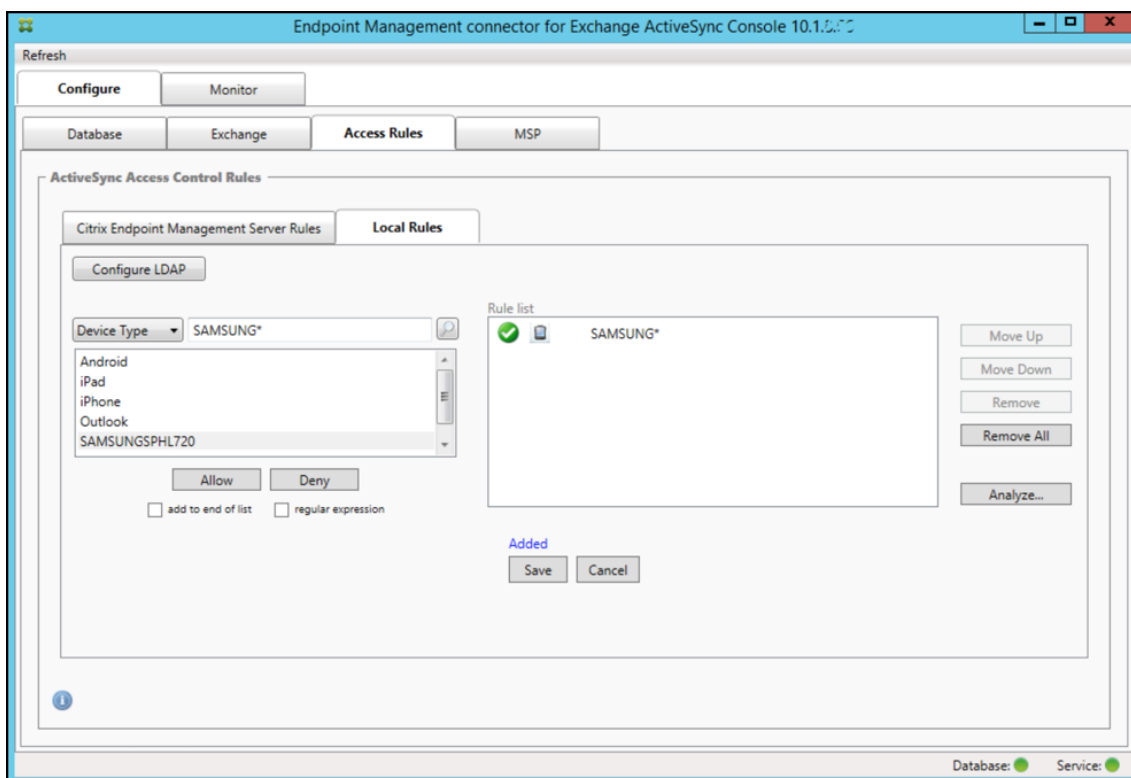 Endpoint Management connector for Exchange ActiveSync Console
Refresh
Configure Monitor
Database Exchange Access Rules MSP
ActiveSync Access Control Rules
Citrix Endpoint Management Server Rules Local Rules
Configure LDAP
Rule list
Device Type SAMSUNG*
SAMSUNG*
Android
iPad
iPhone
Outlook
SAMSUNGSPHL720
Move Up
Move Down
Remove
Remove All
Analyze...
Allow Deny
add to end of list regular expression
Added
Save Cancel
Database: Service: